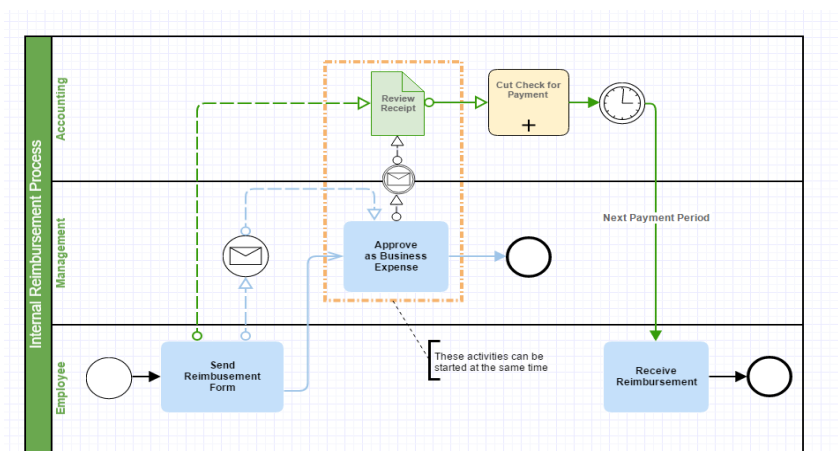 Internal Reimbursement Process
Accounting
Review
Receipt
Cut Check for
Payment
Management
Next Payment Period
Approve
as Business
Expense
These activities can be
started at the same time
Employee
Send
Reimbusement
Form
Receive
Reimbursement